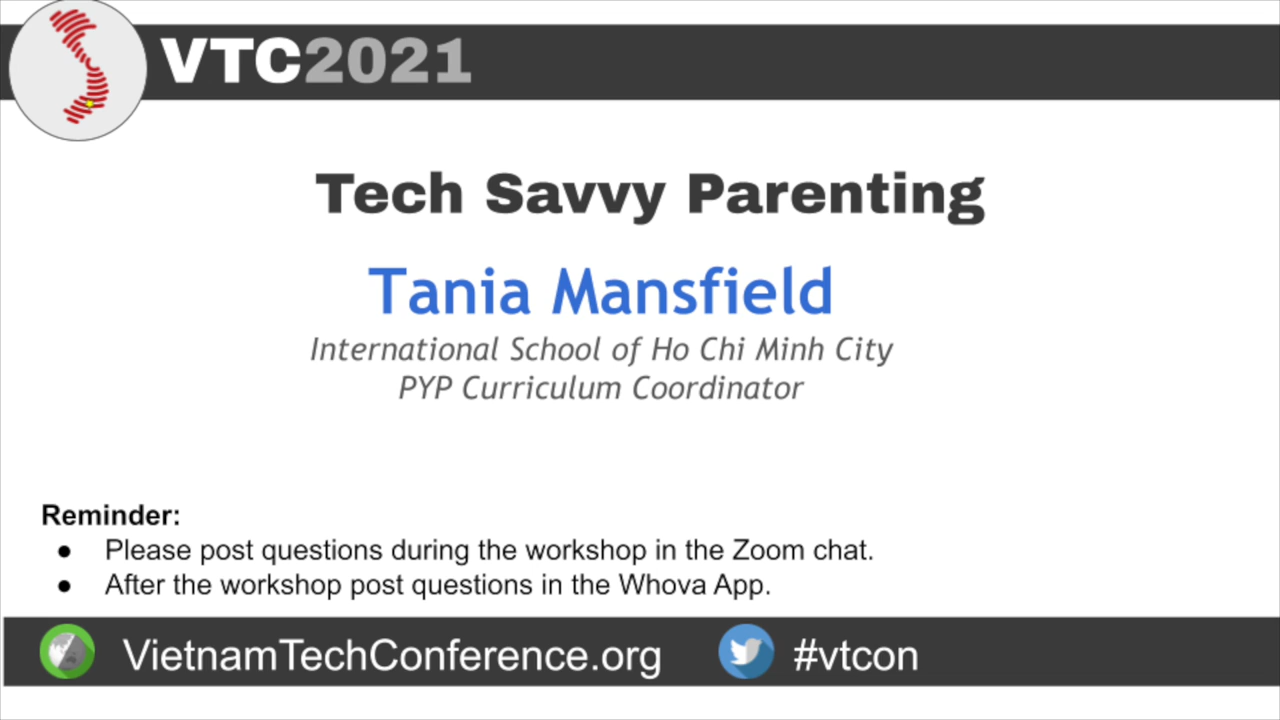 VTC2021
Tech Savvy Parenting
Tania Mansfield
International School of Ho Chi Minh City
PYP Curriculum Coordinator
Reminder:
● Please post questions during the workshop in the Zoom chat.
● After the workshop post questions in the Whova App.
VietnamTechConference.org #vtcon